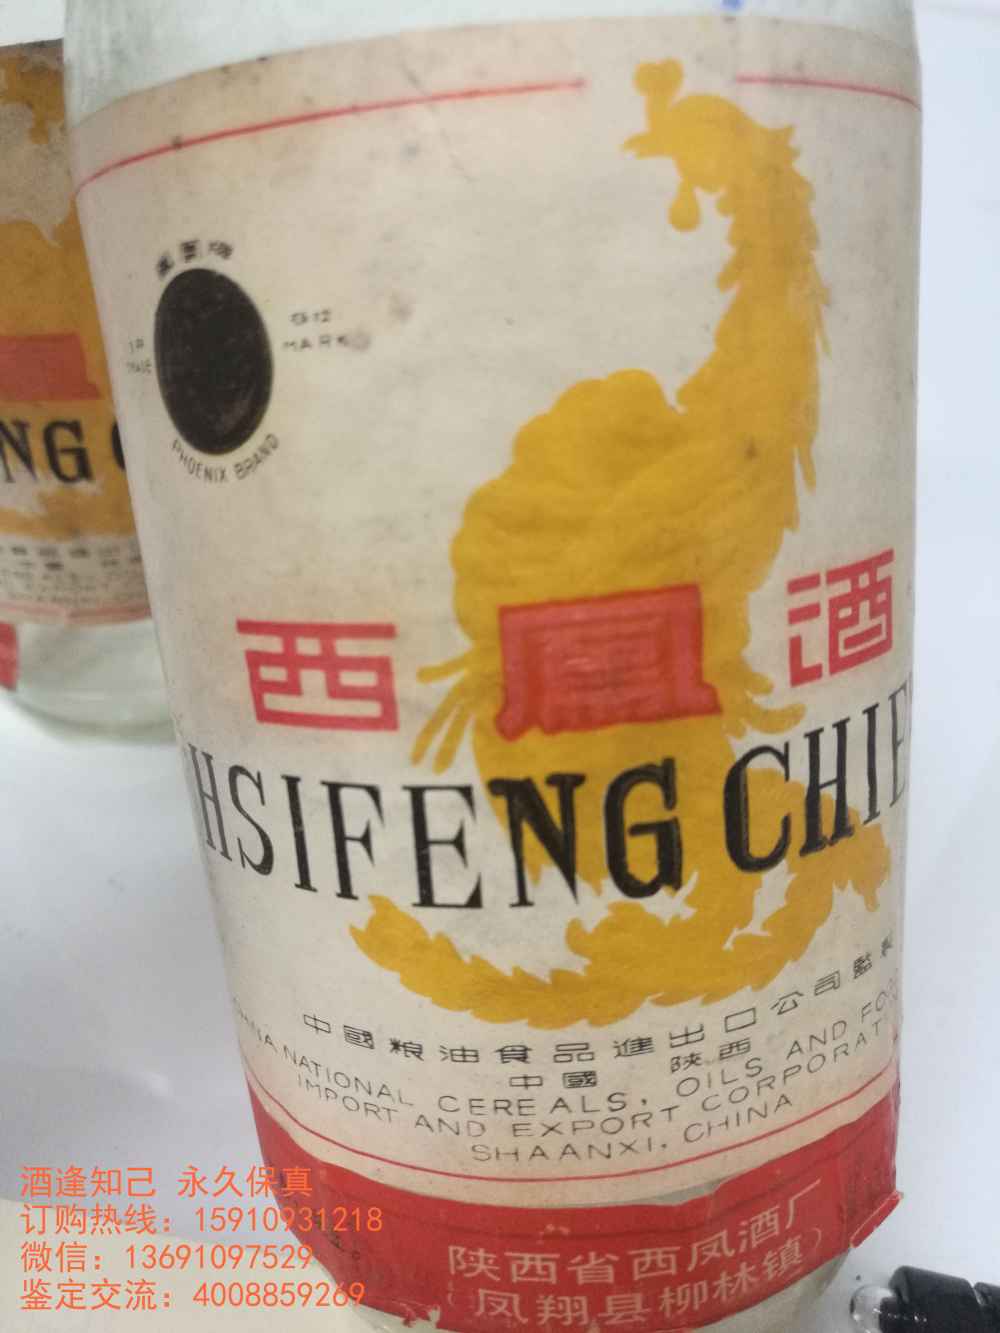 鳳凰牌
TRADE
MARK
PHOENIX BRAND
西鳳酒
HSIFENG CHIE
中國粮油食品進出口公司監製
中國 陝西
CHINA NATIONAL CEREALS, OILS AND FOO
IMPORT AND EXPORT CORPORAT
SHAANXI, CHINA
陕西省西凤酒厂
(凤翔县柳林镇)
NG
酒逢知己 永久保真
订购热线：15910931218
微信：13691097529
鉴定交流：4008859269